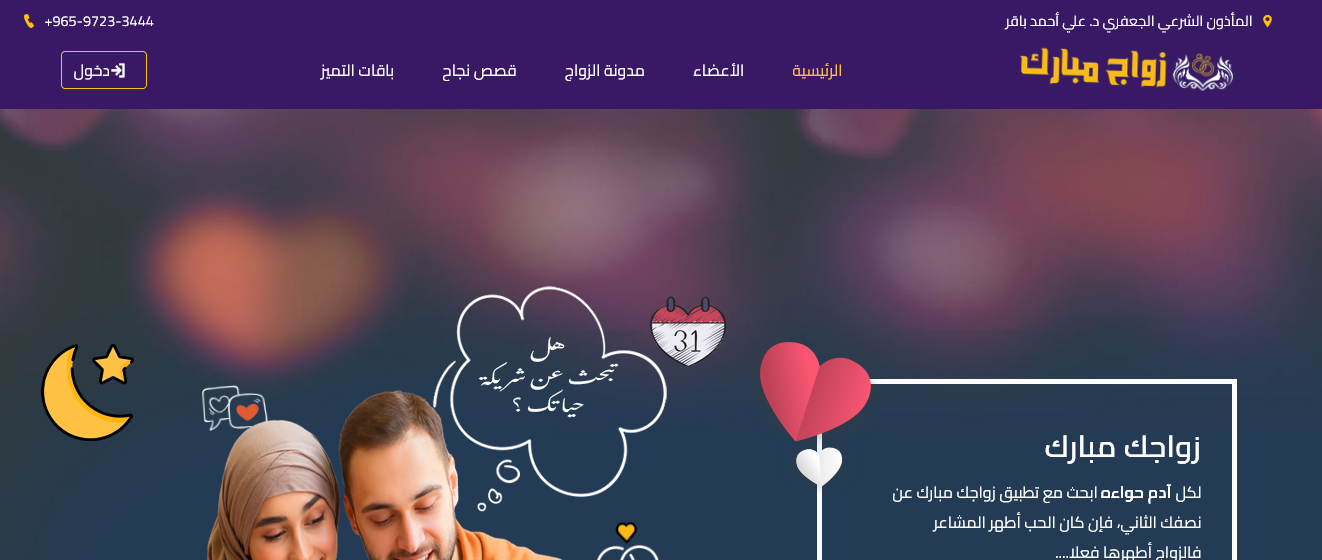 المأذون الشرعي الجعفري د. علي أحمد باقر
+965-9723-3444
زواج مبارك
الرئيسية
الأعضاء
مدونة الزواج
قصص نجاح
باقات التميز
دخول
هل
تبحث عن شريكة
حياتك ؟
31
زواجك مبارك
لكل آدم حواءه ابحث مع تطبيق زواجك مبارك عن
نصفك الثاني، فإن كان الحب أطهر المشاعر
فالزواج أطهرها فعلا....